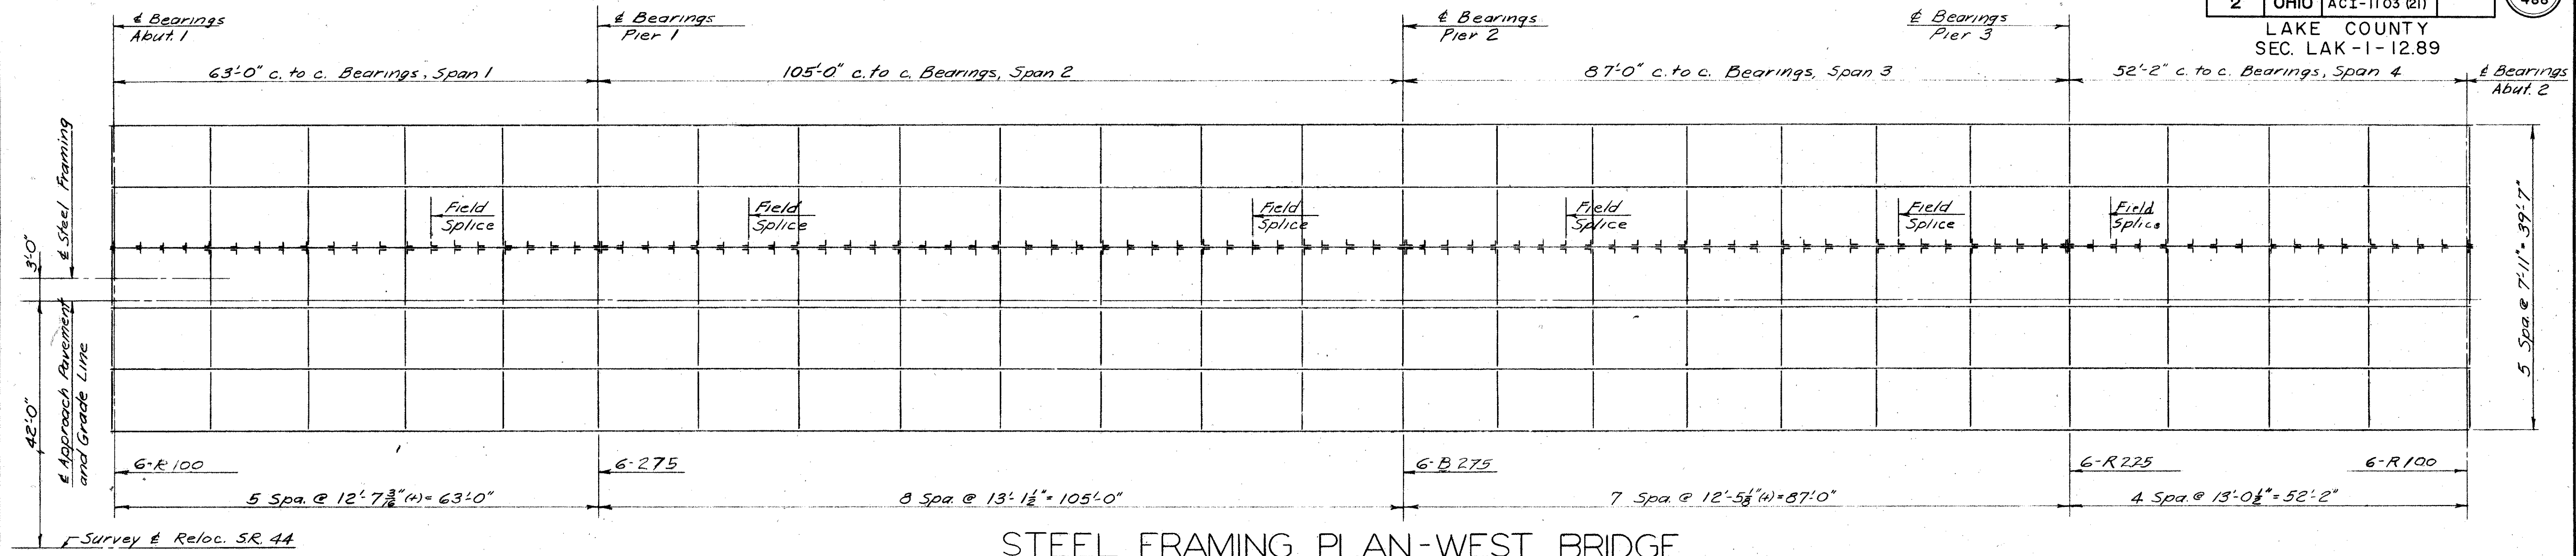 2 OHIO ACI-1103 (21)
488
LAKE COUNTY
SEC. LAK-1-12.89
₵ Bearings
Abut. 1
₵ Bearings
Pier 1
₵ Bearings
Pier 2
₵ Bearings
Pier 3
₵ Bearings
Abut. 2
63'-0" c. to c. Bearings, Span 1
105'-0" c. to c. Bearings, Span 2
87'-0" c. to c. Bearings, Span 3
52'-2" c. to c. Bearings, Span 4
₵ Steel Framing
3'-0"
Field
Splice
Field
Splice
Field
Splice
Field
Splice
Field
Splice
Field
Splice
5 Spa. @ 7'-11" = 39'-7"
₵ Approach Pavement
and Grade Line
42'-0"
6-R 100
6-275
6-B 275
6-R 225
6-R 100
5 Spa. @ 12'-7 3/16" (+) = 63'-0"
8 Spa. @ 13'-1 1/2" = 105'-0"
7 Spa. @ 12'-5 1/8" (+) = 87'-0"
4 Spa. @ 13'-0 1/2" = 52'-2"
Survey ₵ Reloc. S.R. 44
STEEL FRAMING PLAN-WEST BRIDGE